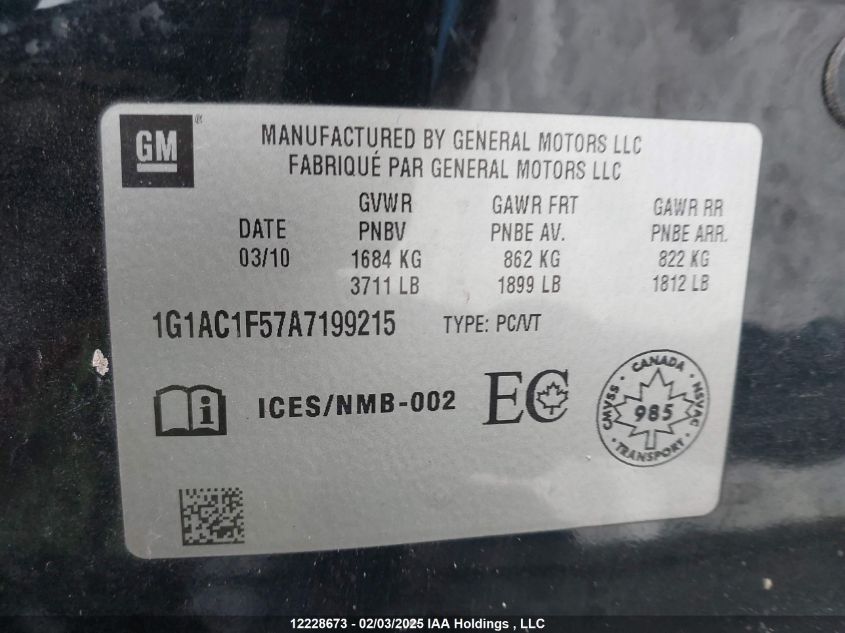 GM ®
MANUFACTURED BY GENERAL MOTORS LLC
FABRIQUÉ PAR GENERAL MOTORS LLC
DATE
03/10
GVWR
PNBV
1684 KG
3711 LB
GAWR FRT
PNBE AV.
862 KG
1899 LB
GAWR RR
PNBE ARR.
822 KG
1812 LB
1G1AC1F57A7199215 TYPE: PC/VT
i
ICES/NMB-002
EC
CANADA
CMVSS
985
NSVAC
TRANSPORT
12228673 - 02/03/2025 IAA Holdings , LLC